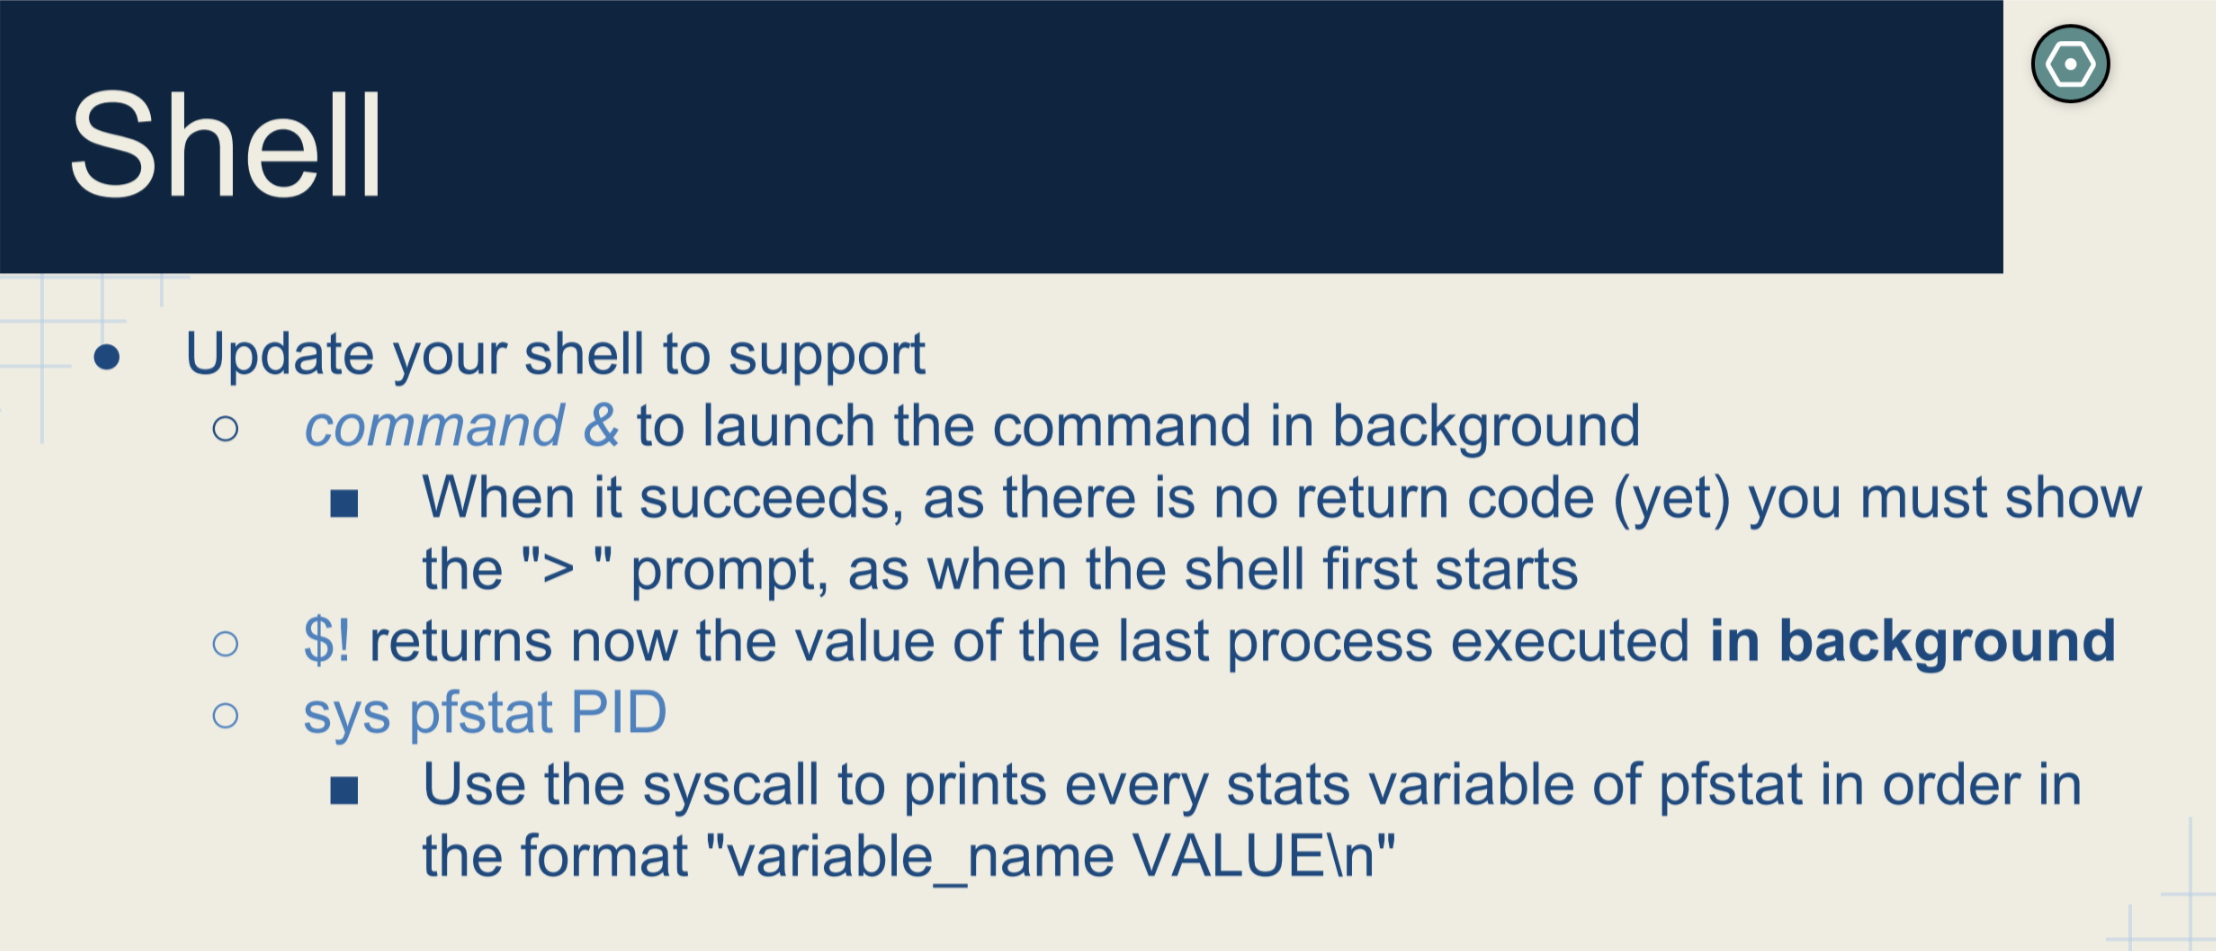 Shell
● Update your shell to support
○ command & to launch the command in background
■ When it succeeds, as there is no return code (yet) you must show
the "> " prompt, as when the shell first starts
○ $! returns now the value of the last process executed in background
○ sys pfstat PID
■ Use the syscall to prints every stats variable of pfstat in order in
the format "variable_name VALUE\n"